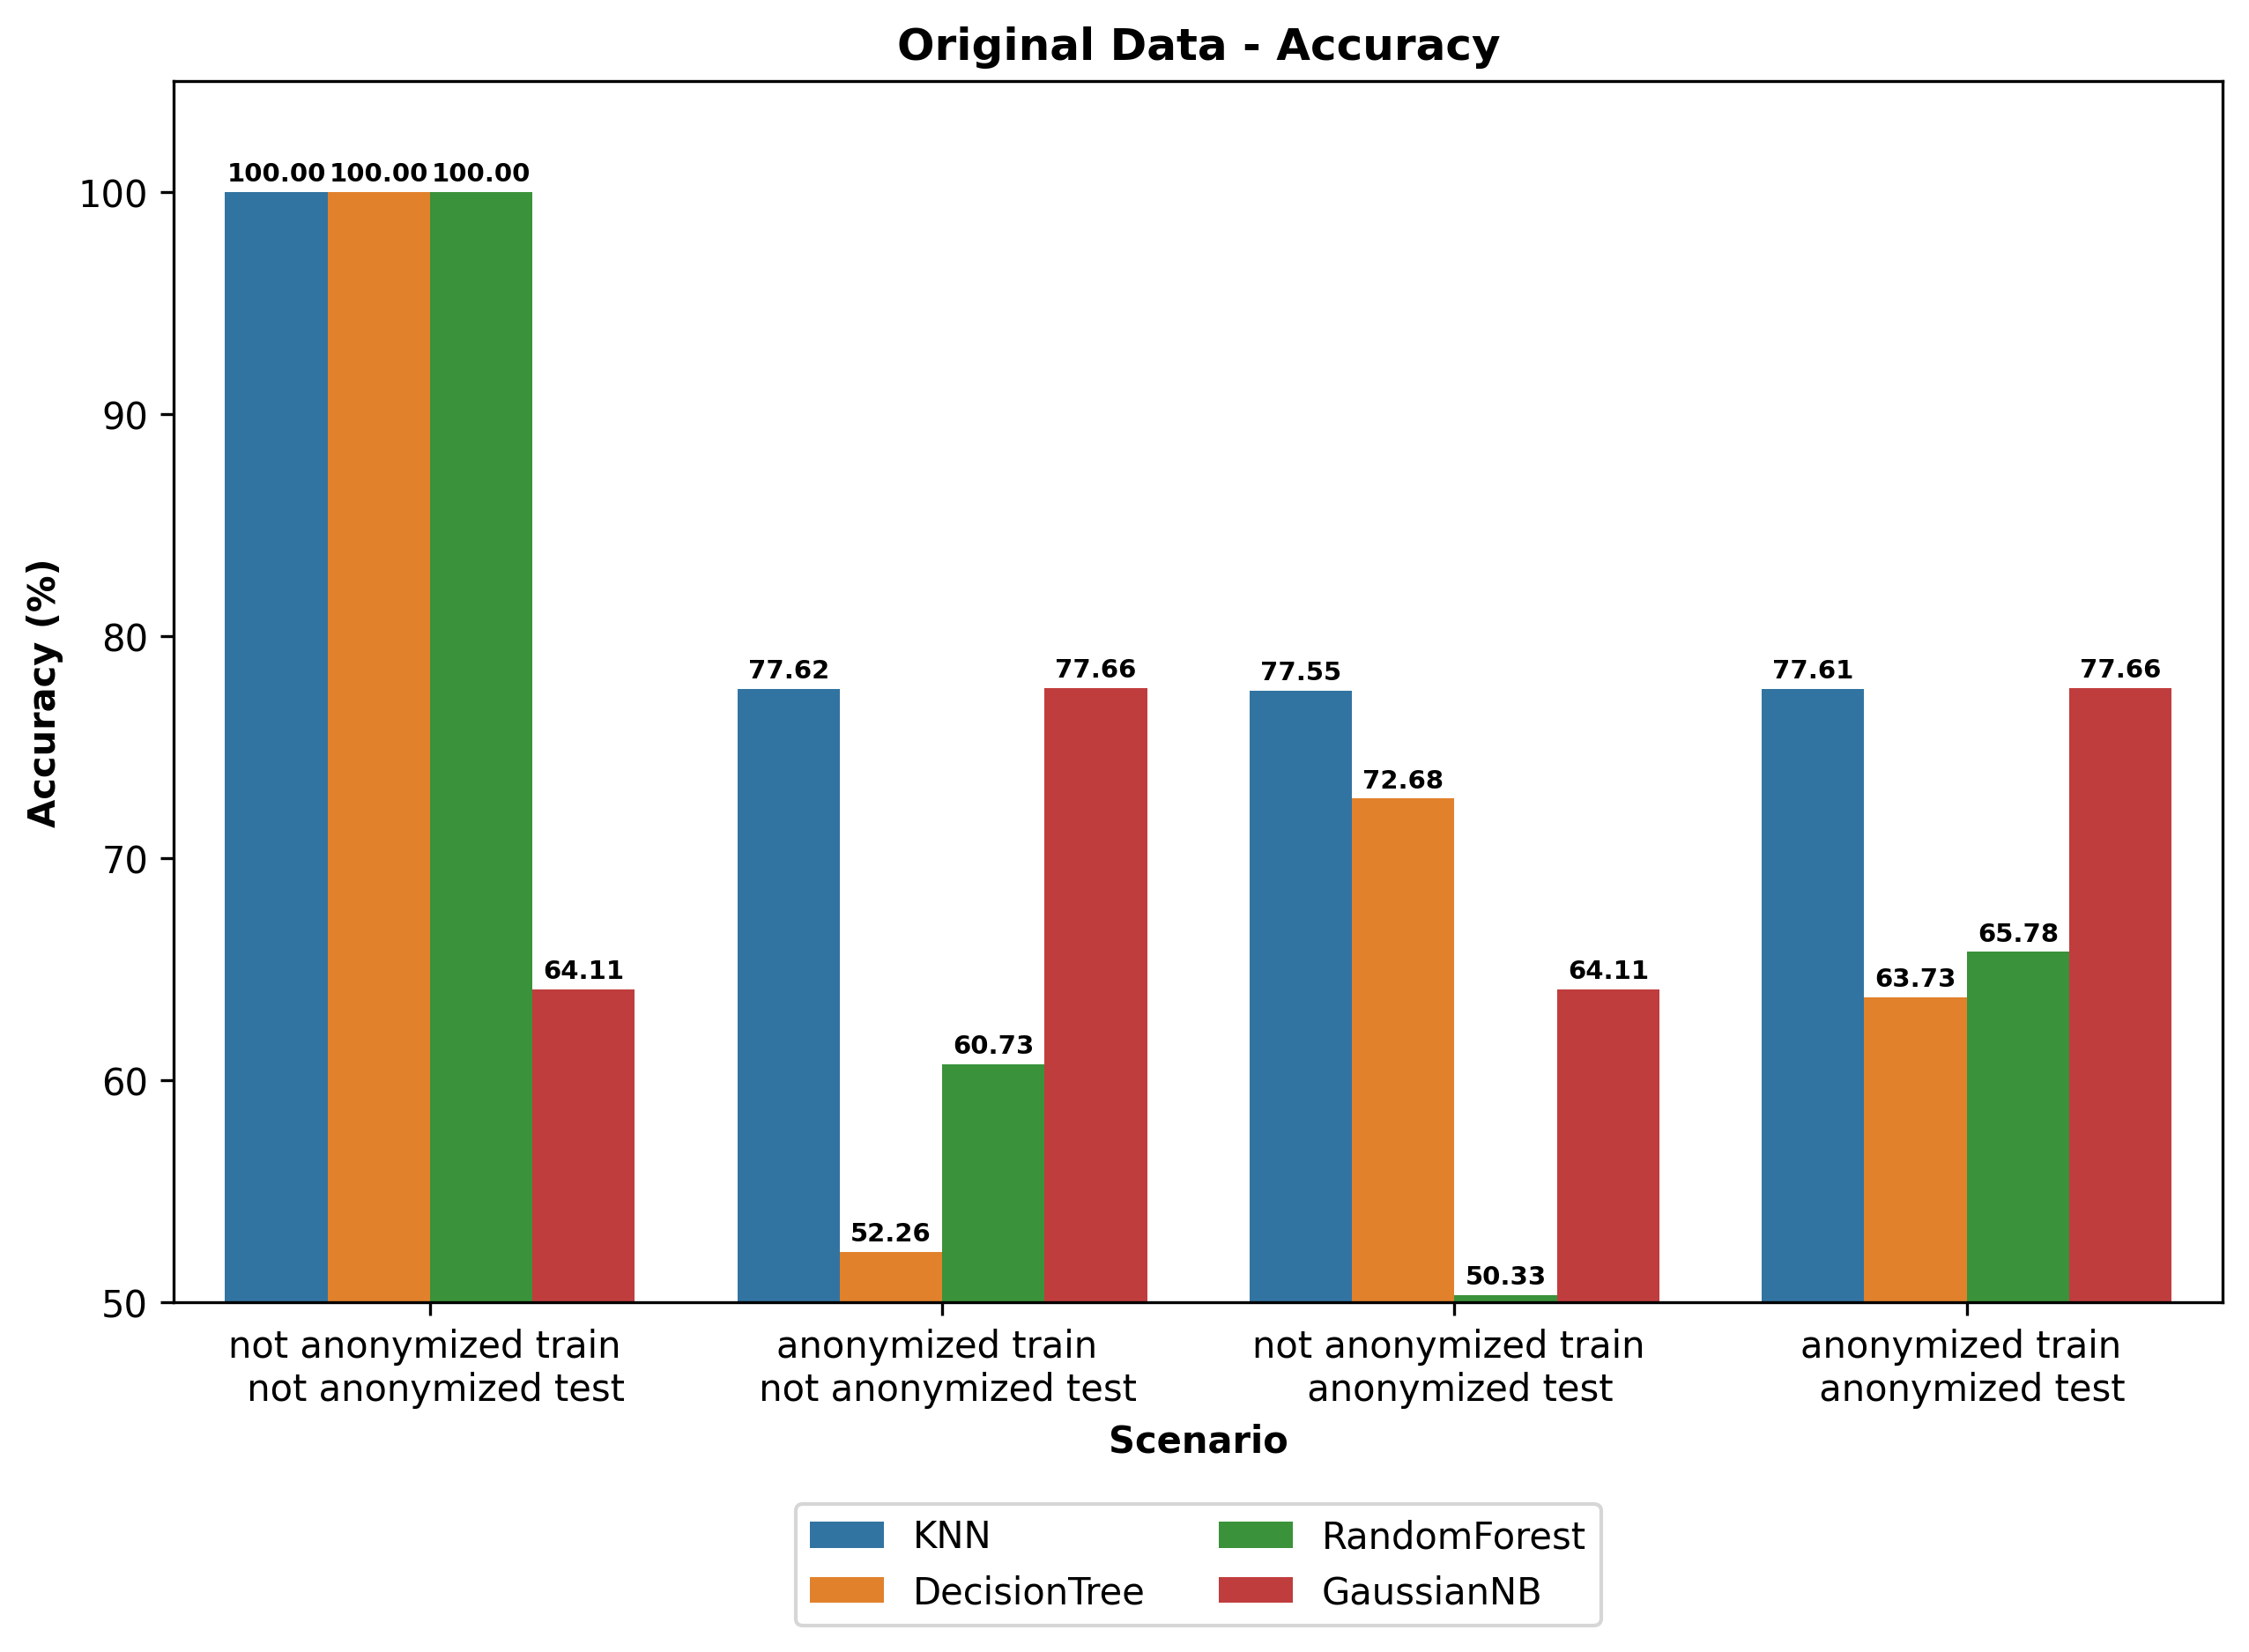 Original Data - Accuracy
Accuracy (%)
100
90
80
70
60
50
100.00 100.00 100.00 64.11
77.62 52.26 60.73 77.66
77.55 72.68 50.33 64.11
77.61 63.73 65.78 77.66
not anonymized train
not anonymized test
anonymized train
not anonymized test
not anonymized train
anonymized test
anonymized train
anonymized test
Scenario
KNN
DecisionTree
RandomForest
GaussianNB